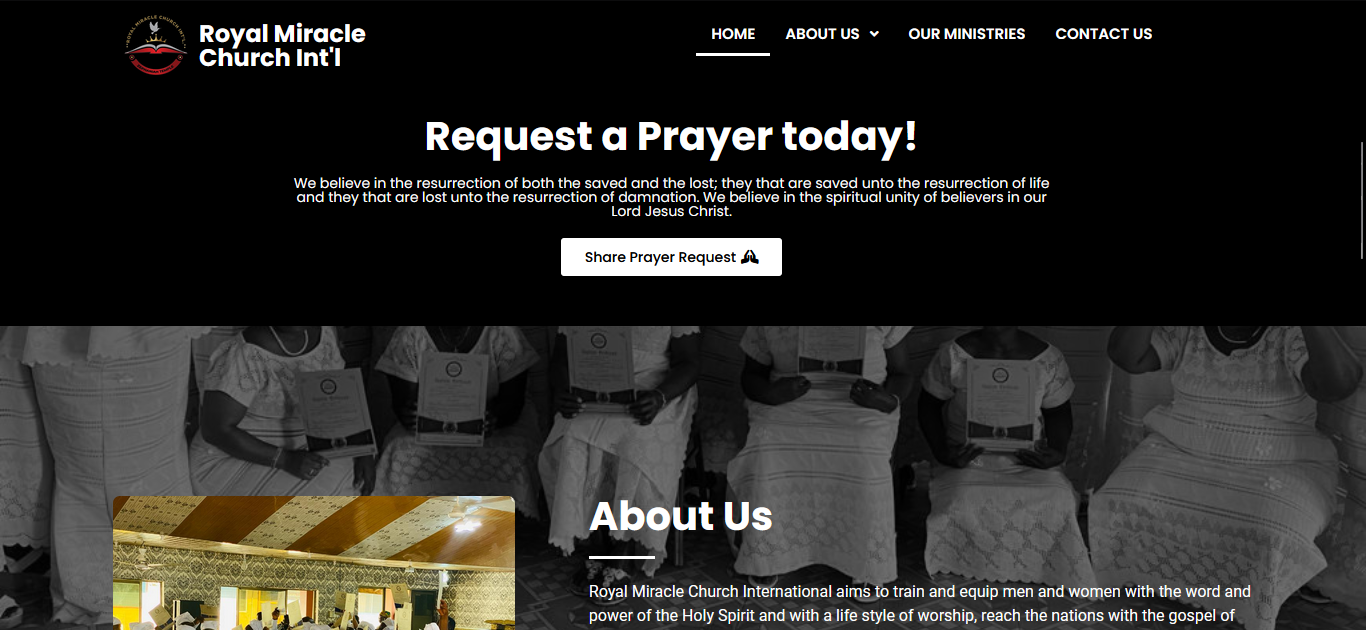 ROYAL MIRACLE CHURCH INT'L
Royal Miracle
Church Int'l
HOME
ABOUT US
OUR MINISTRIES
CONTACT US
Request a Prayer today!
We believe in the resurrection of both the saved and the lost; they that are saved unto the resurrection of life
and they that are lost unto the resurrection of damnation. We believe in the spiritual unity of believers in our
Lord Jesus Christ.
Share Prayer Request
About Us
Royal Miracle Church International aims to train and equip men and women with the word and
power of the Holy Spirit and with a life style of worship, reach the nations with the gospel of